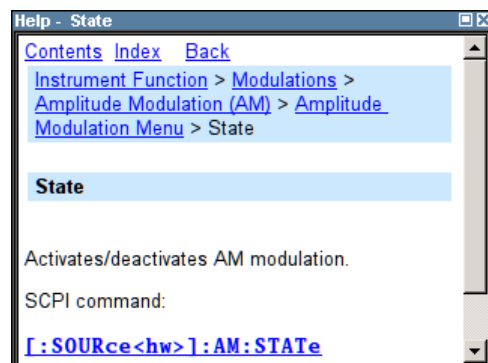 Help - State
Contents Index Back
Instrument Function > Modulations >
Amplitude Modulation (AM) > Amplitude
Modulation Menu > State
State
Activates/deactivates AM modulation.
SCPI command:
[:SOURce<hw>]:AM:STATe